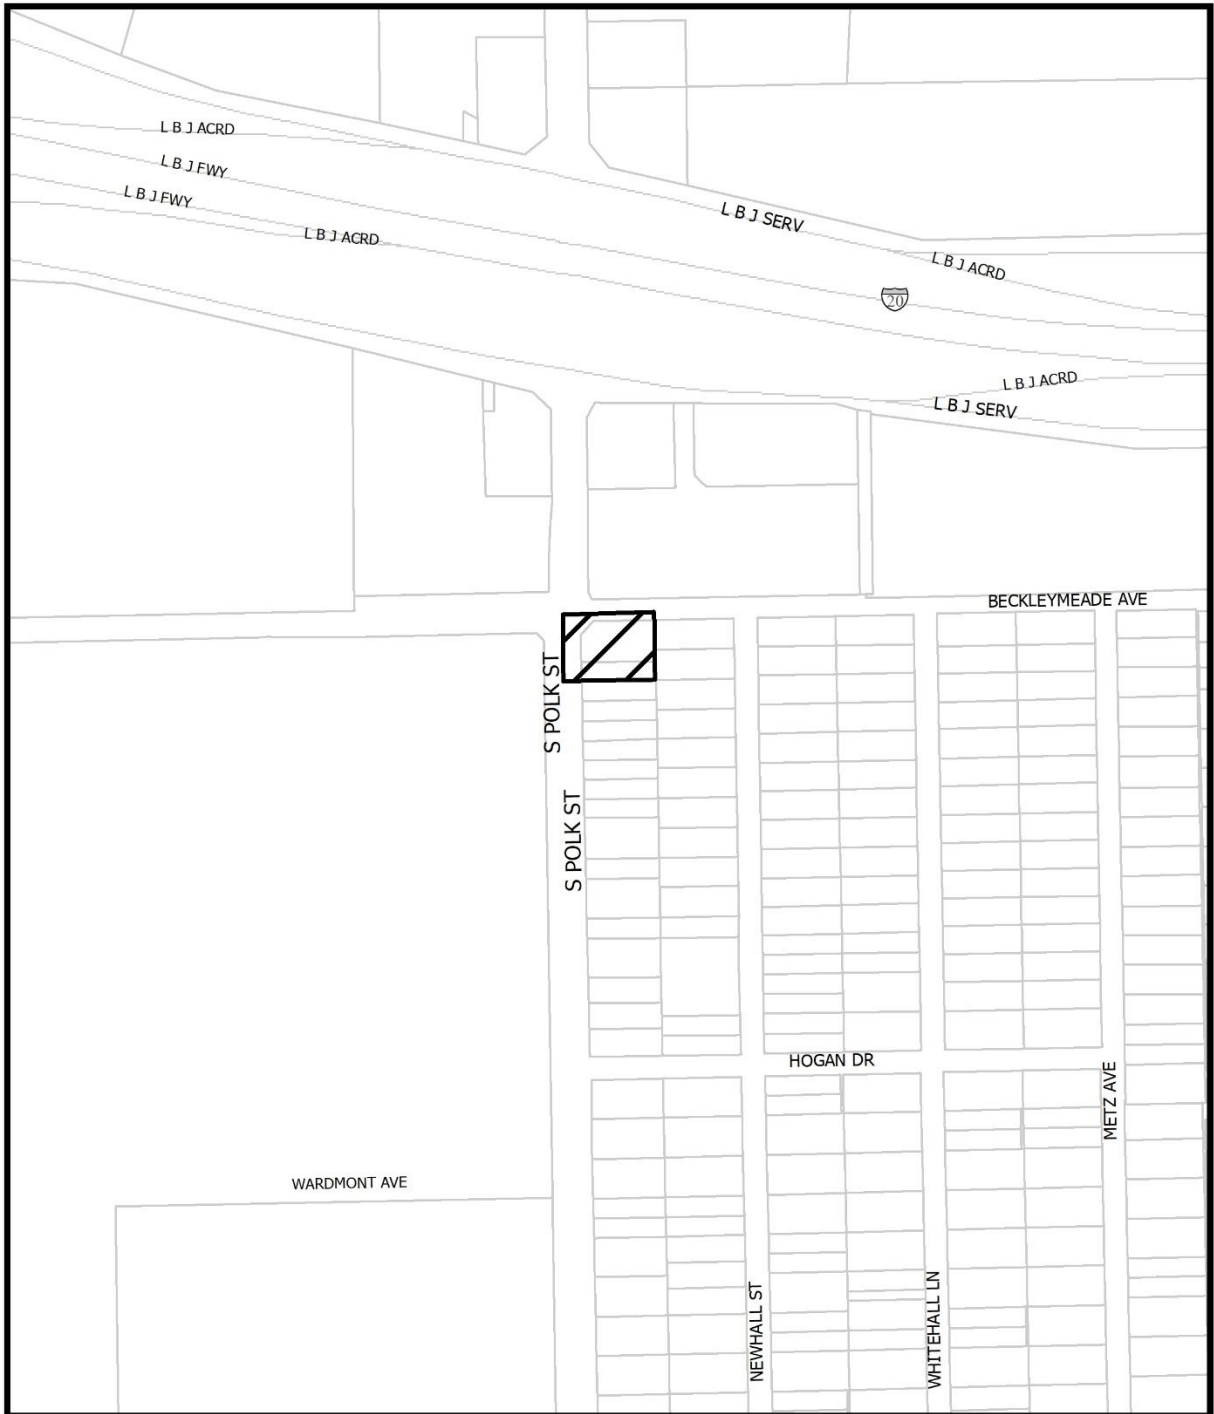 L B J ACRD
L B J FWY
L B J FWY
L B J SERV
L B J ACRD
L B J ACRD
20
L B J ACRD
L B J SERV
BECKLEYMEADE AVE
S POLK ST
S POLK ST
HOGAN DR
METZ AVE
WARDMONT AVE
NEWHALL ST
WHITEHALL LN